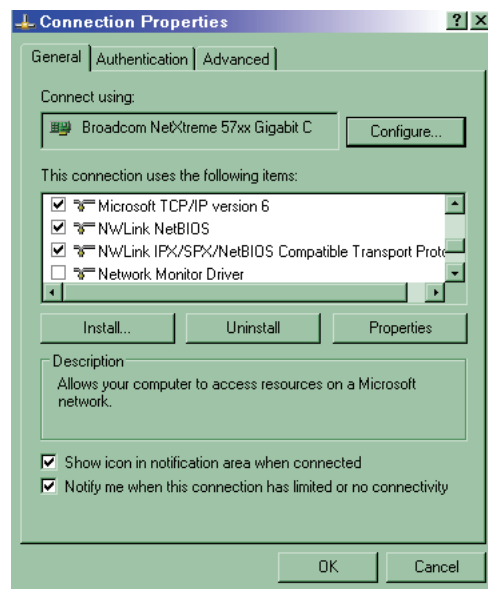 Connection Properties
General Authentication Advanced
Connect using:
Broadcom NetXtreme 57xx Gigabit C Configure...
This connection uses the following items:
Microsoft TCP/IP version 6
NWLink NetBIOS
NWLink IPX/SPX/NetBIOS Compatible Transport Proto
Network Monitor Driver
Install... Uninstall Properties
Description
Allows your computer to access resources on a Microsoft
network.
Show icon in notification area when connected
Notify me when this connection has limited or no connectivity
OK Cancel